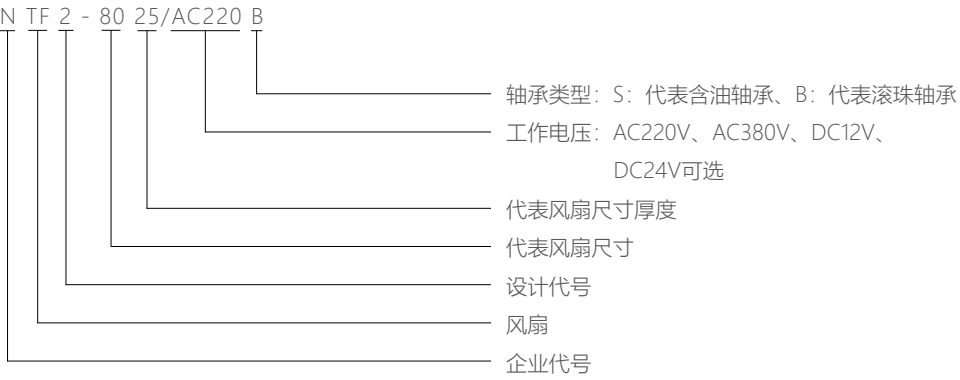 N TF 2 - 80 25/AC220 B
轴承类型：S：代表含油轴承、B：代表滚珠轴承
工作电压：AC220V、AC380V、DC12V、
DC24V可选
代表风扇尺寸厚度
代表风扇尺寸
设计代号
风扇
企业代号